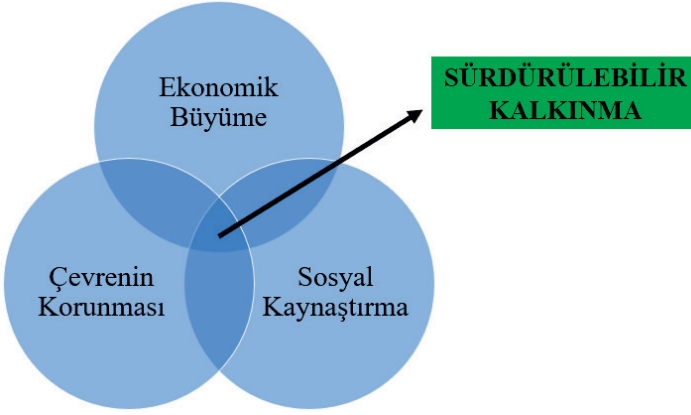 Ekonomik
Büyüme
SÜRDÜRÜLEBİLİR
KALKINMA
Çevrenin
Korunması
Sosyal
Kaynaştırma